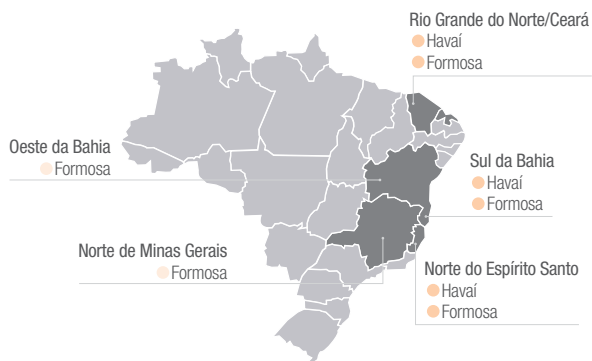 Rio Grande do Norte/Ceará
Havaí
Formosa
Oeste da Bahia
Formosa
Sul da Bahia
Havaí
Formosa
Norte de Minas Gerais
Formosa
Norte do Espírito Santo
Havaí
Formosa